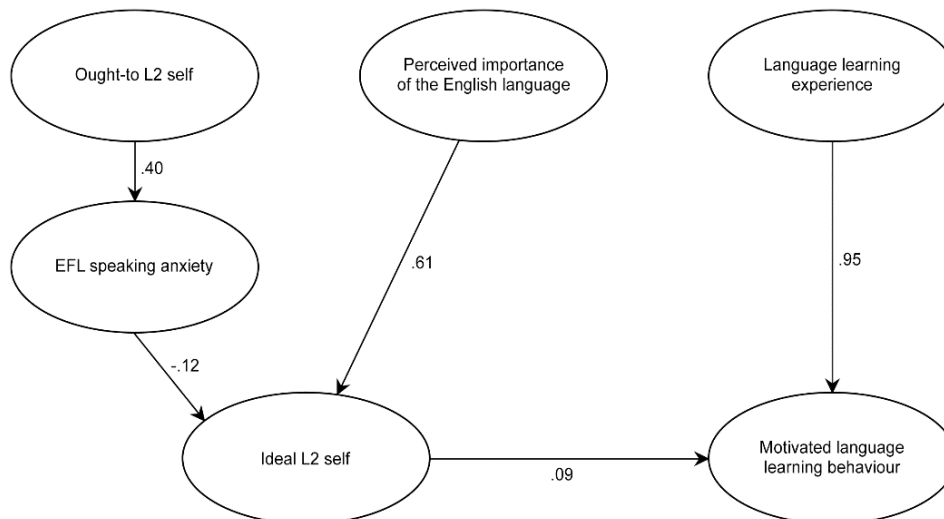 Ought-to L2 self
Perceived importance
of the English language
Language learning
experience
.40
EFL speaking anxiety
.61
.95
-.12
Ideal L2 self
.09
Motivated language
learning behaviour